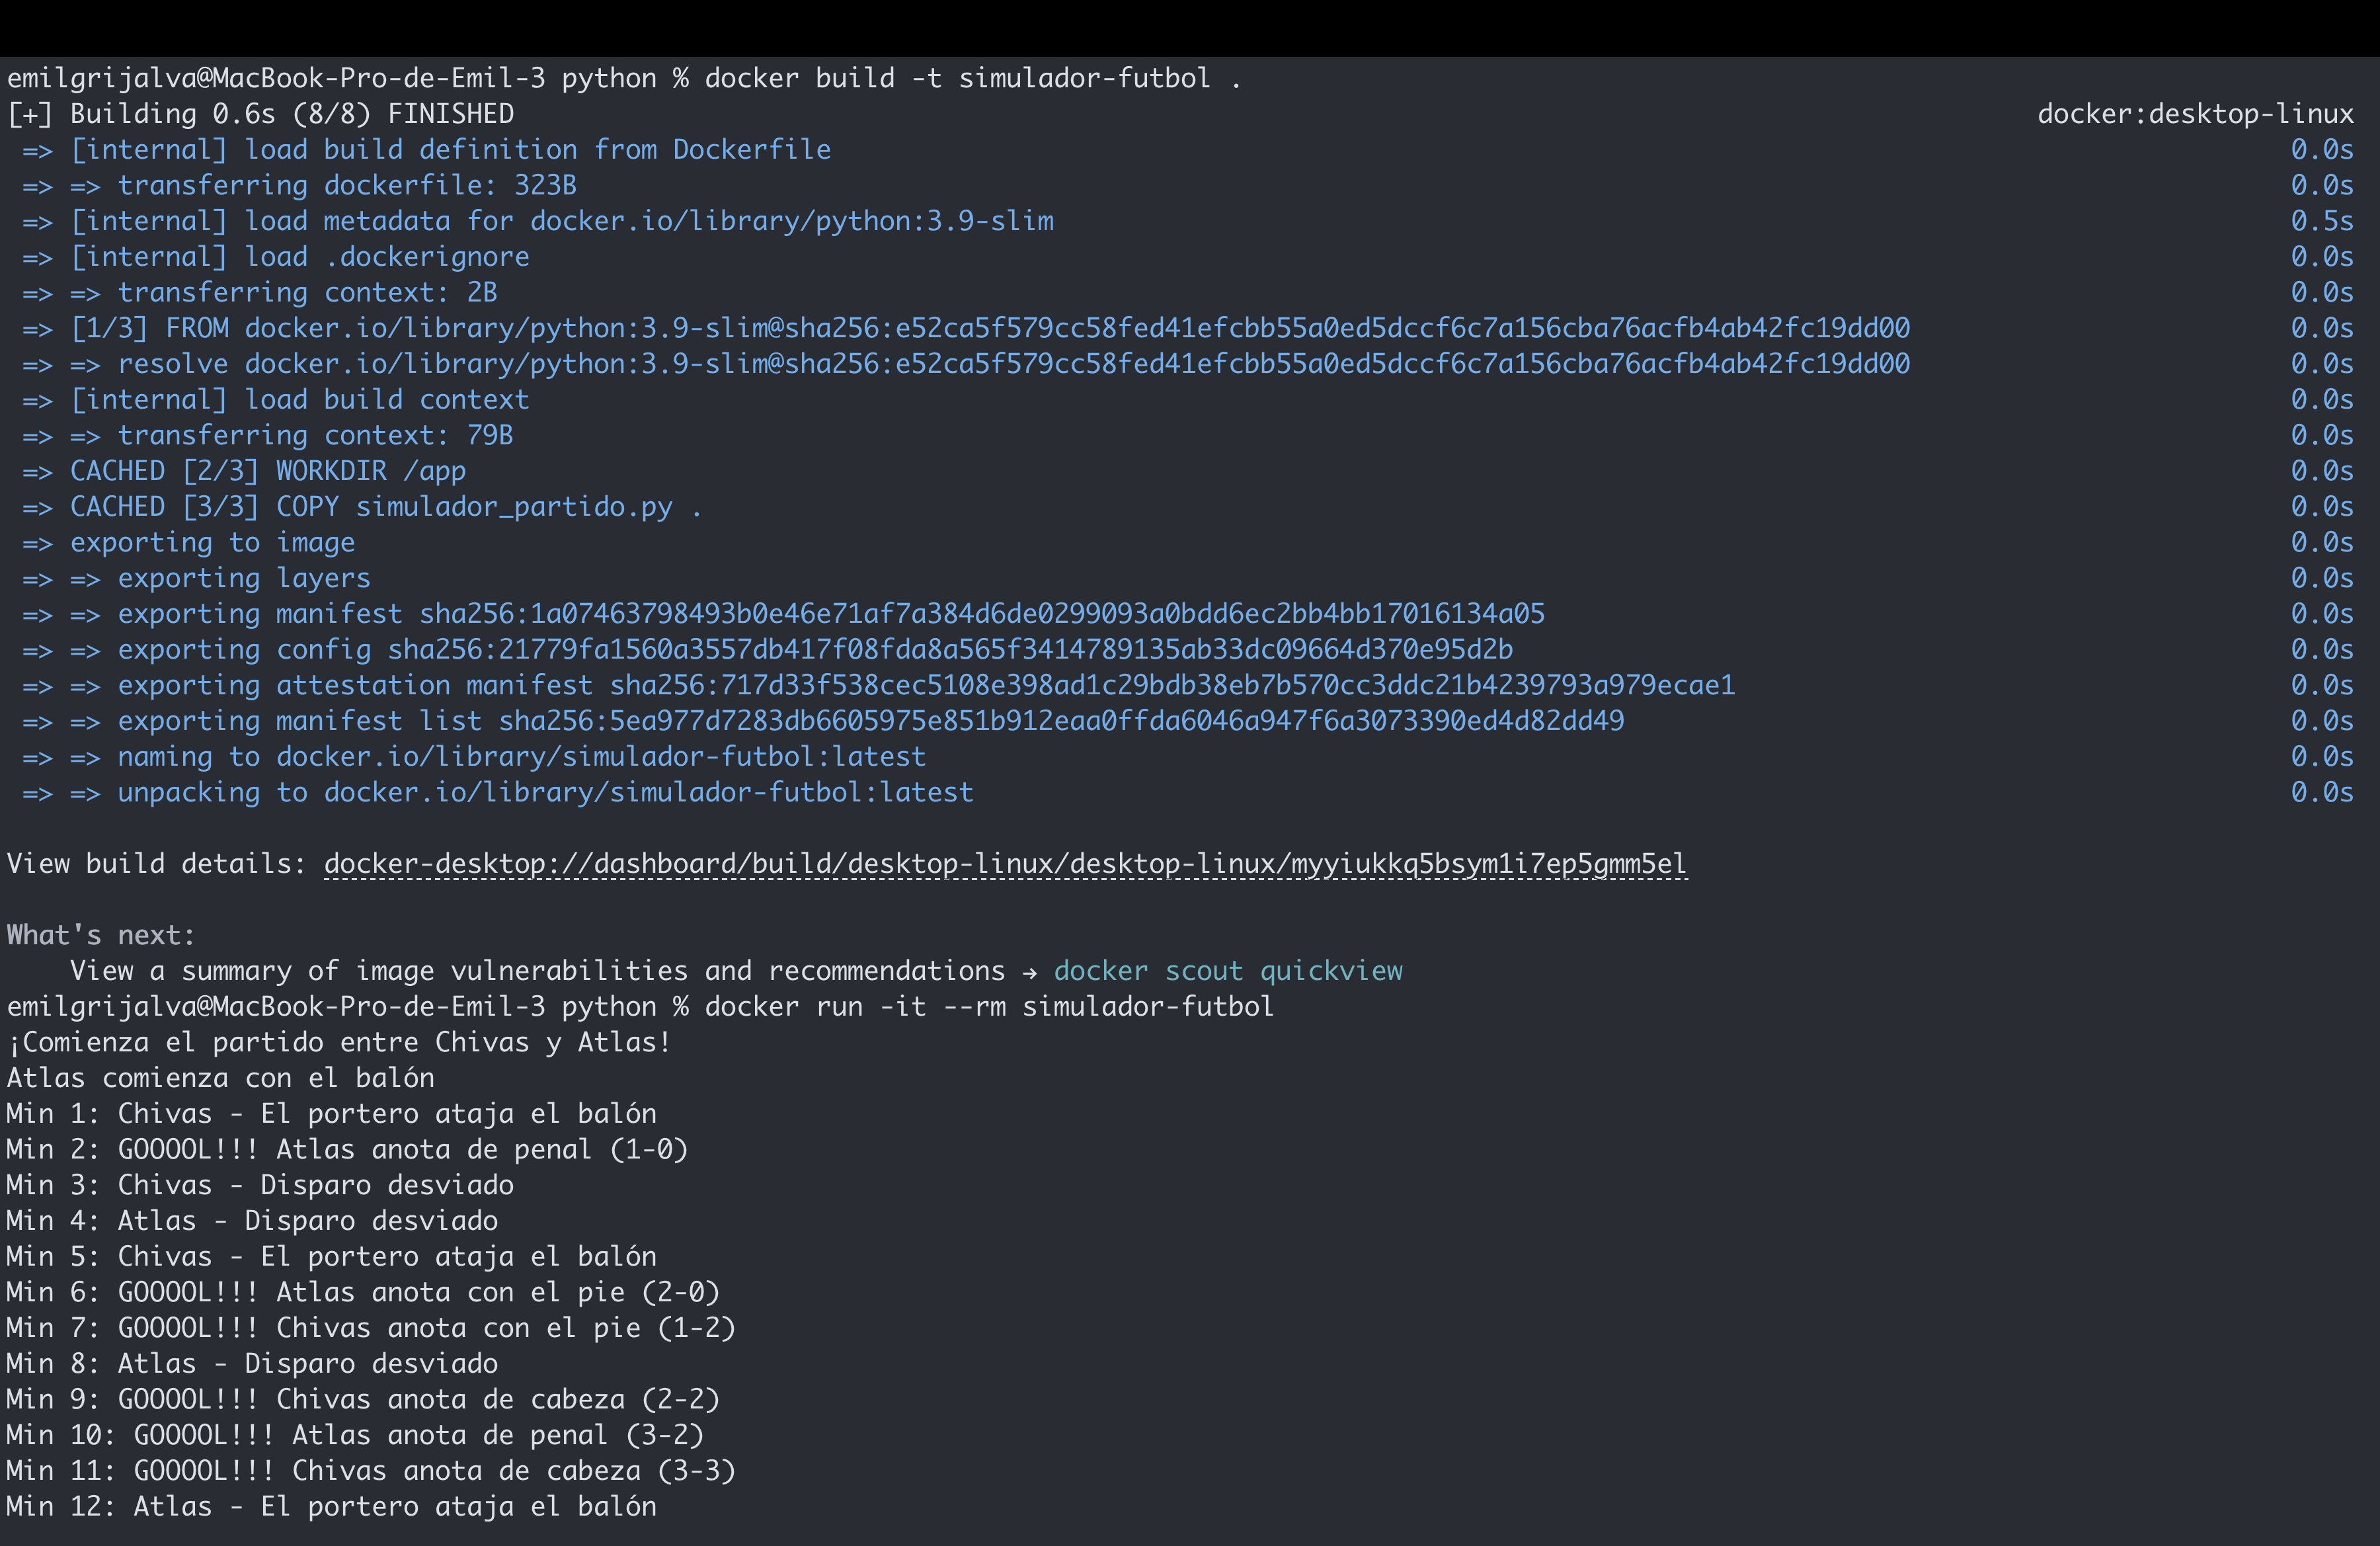 emilgrijalva@MacBook-Pro-de-Emil-3 python % docker build -t simulador-futbol .
[+] Building 0.6s (8/8) FINISHED docker:desktop-linux
=> [internal] load build definition from Dockerfile 0.0s
=> => transferring dockerfile: 323B 0.0s
=> [internal] load metadata for docker.io/library/python:3.9-slim 0.5s
=> [internal] load .dockerignore 0.0s
=> => transferring context: 2B 0.0s
=> [1/3] FROM docker.io/library/python:3.9-slim@sha256:e52ca5f579cc58fed41efcbb55a0ed5dccf6c7a156cba76acfb4ab42fc19dd00 0.0s
=> => resolve docker.io/library/python:3.9-slim@sha256:e52ca5f579cc58fed41efcbb55a0ed5dccf6c7a156cba76acfb4ab42fc19dd00 0.0s
=> [internal] load build context 0.0s
=> => transferring context: 79B 0.0s
=> CACHED [2/3] WORKDIR /app 0.0s
=> CACHED [3/3] COPY simulador_partido.py . 0.0s
=> exporting to image 0.0s
=> => exporting layers 0.0s
=> => exporting manifest sha256:1a07463798493b0e46e71af7a384d6de0299093a0bdd6ec2bb4bb17016134a05 0.0s
=> => exporting config sha256:21779fa1560a3557db417f08fda8a565f3414789135ab33dc09664d370e95d2b 0.0s
=> => exporting attestation manifest sha256:717d33f538cec5108e398ad1c29bdb38eb7b570cc3ddc21b4239793a979ecae1 0.0s
=> => exporting manifest list sha256:5ea977d7283db6605975e851b912eaa0ffda6046a947f6a3073390ed4d82dd49 0.0s
=> => naming to docker.io/library/simulador-futbol:latest 0.0s
=> => unpacking to docker.io/library/simulador-futbol:latest 0.0s
View build details: docker-desktop://dashboard/build/desktop-linux/desktop-linux/myyiukkq5bsym1i7ep5gmm5el
What's next:
View a summary of image vulnerabilities and recommendations → docker scout quickview
emilgrijalva@MacBook-Pro-de-Emil-3 python % docker run -it --rm simulador-futbol
¡Comienza el partido entre Chivas y Atlas!
Atlas comienza con el balón
Min 1: Chivas - El portero ataja el balón
Min 2: GOOOOL!!! Atlas anota de penal (1-0)
Min 3: Chivas - Disparo desviado
Min 4: Atlas - Disparo desviado
Min 5: Chivas - El portero ataja el balón
Min 6: GOOOOL!!! Atlas anota con el pie (2-0)
Min 7: GOOOOL!!! Chivas anota con el pie (1-2)
Min 8: Atlas - Disparo desviado
Min 9: GOOOOL!!! Chivas anota de cabeza (2-2)
Min 10: GOOOOL!!! Atlas anota de penal (3-2)
Min 11: GOOOOL!!! Chivas anota de cabeza (3-3)
Min 12: Atlas - El portero ataja el balón